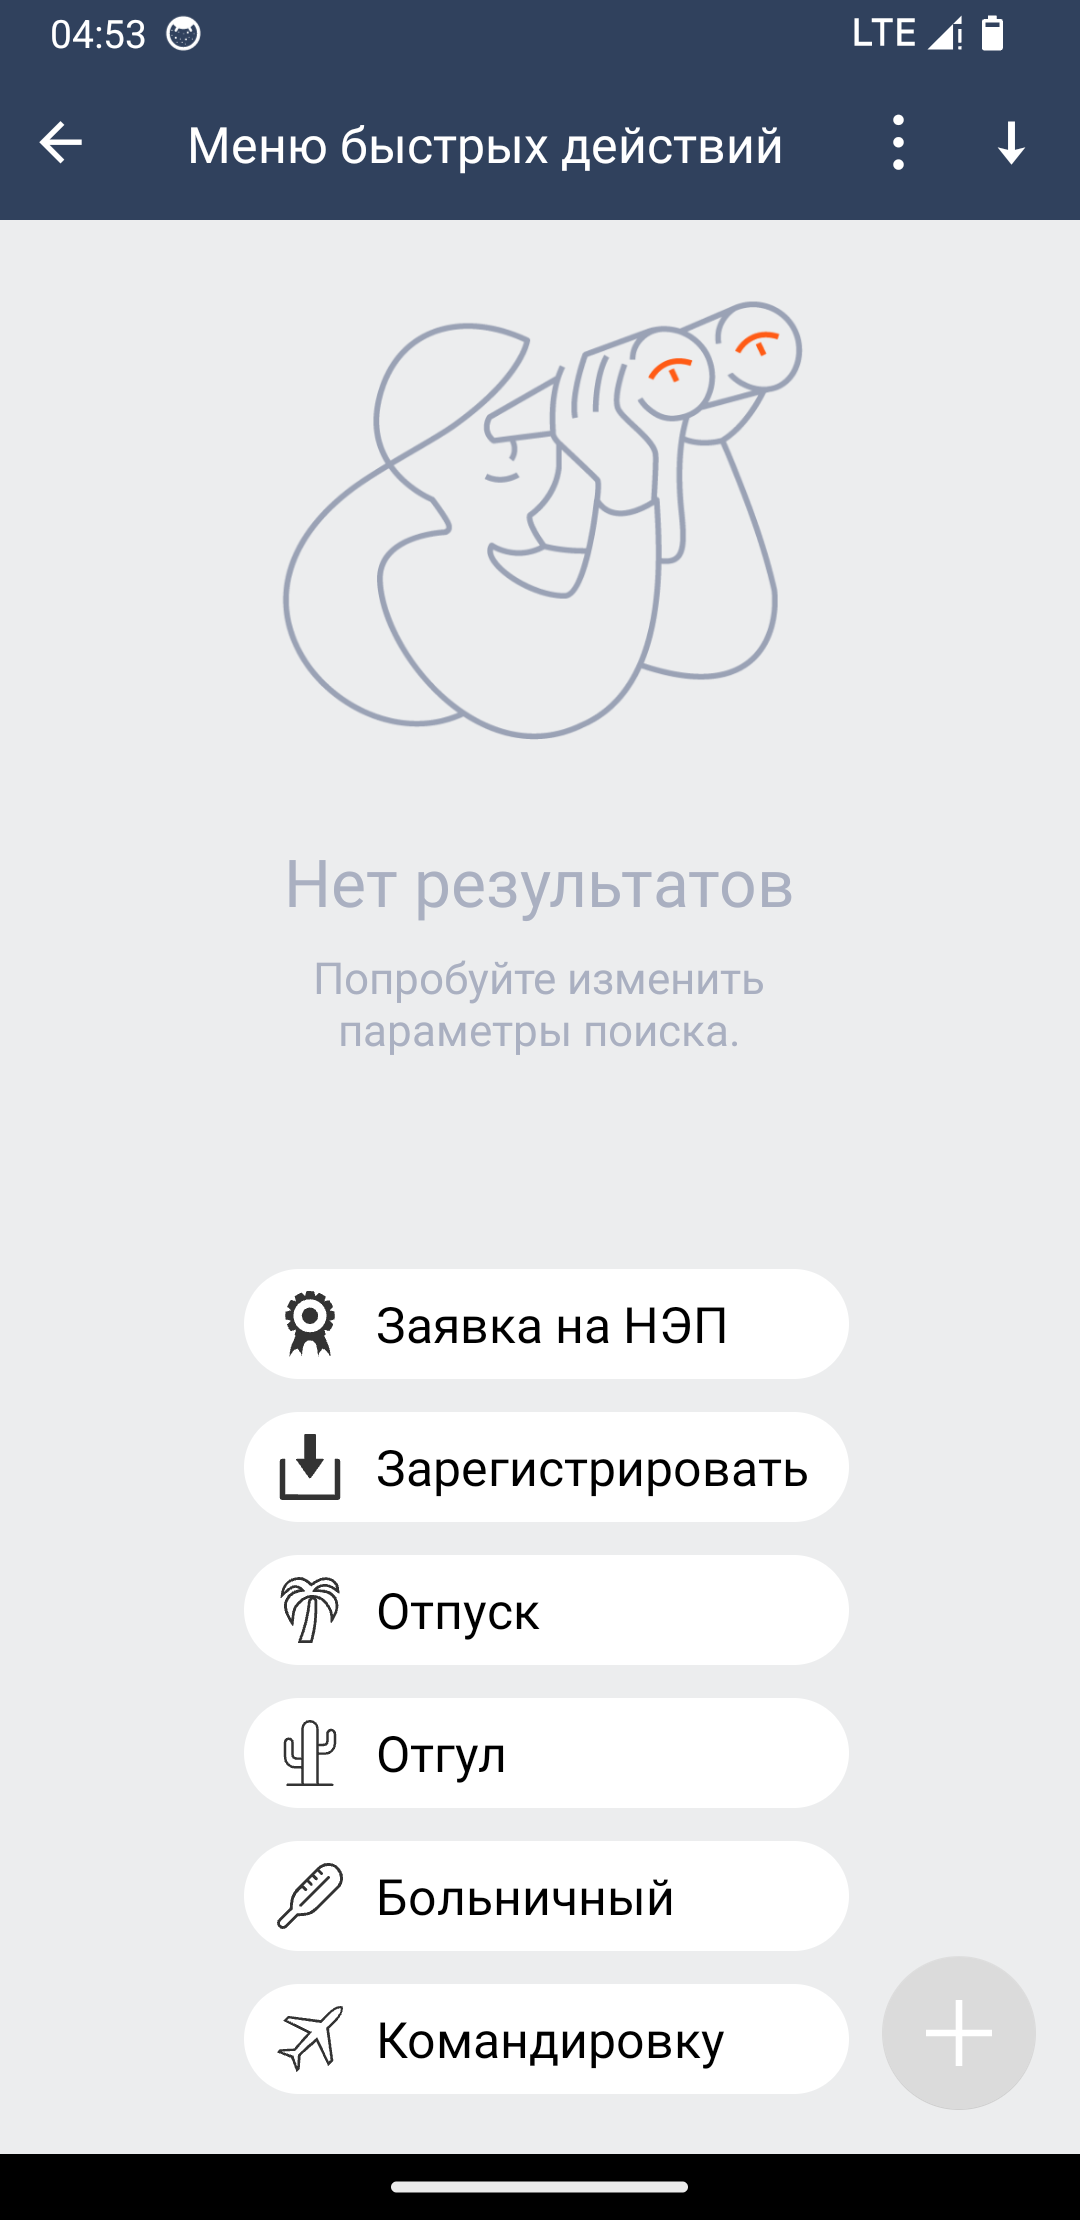 04:53
LTE
Меню быстрых действий
Нет результатов
Попробуйте изменить
параметры поиска.
Заявка на НЭП
Зарегистрировать
Отпуск
Отгул
Больничный
Командировку